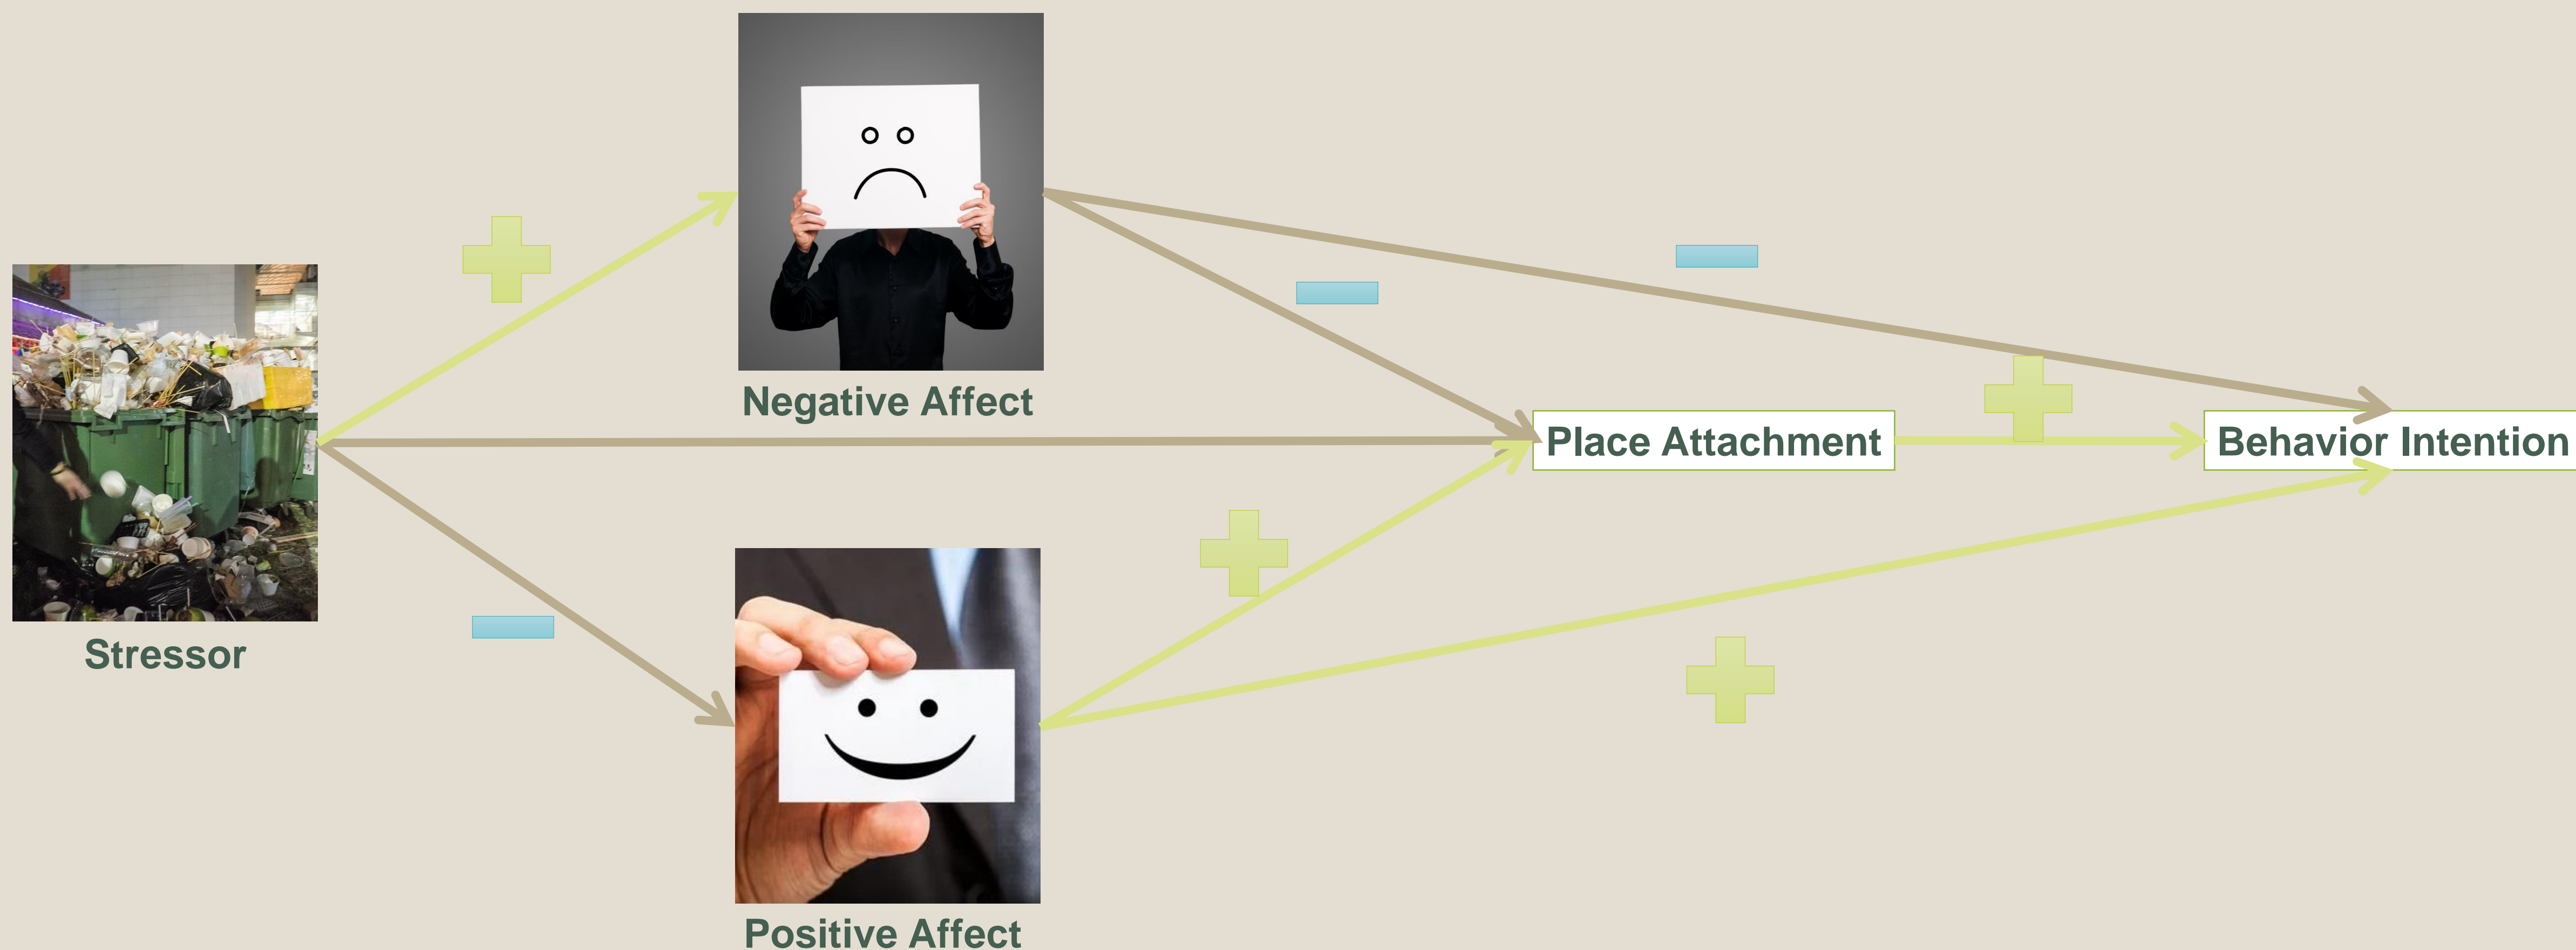 Negative Affect
Place Attachment
Behavior Intention
Stressor
Positive Affect